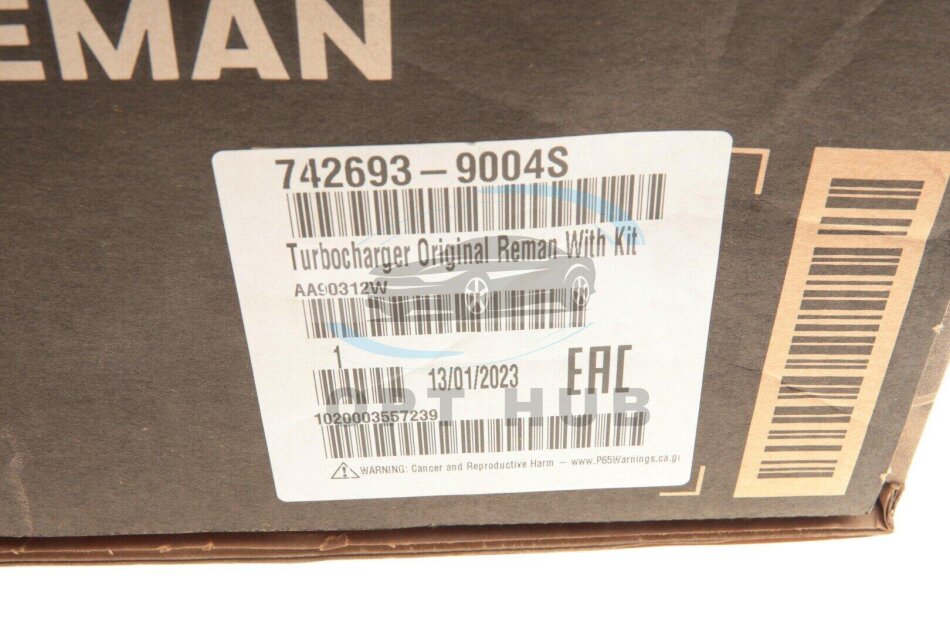 EMAN
742693-9004S
Turbocharger Original Reman With Kit
AA90312W
1
13/01/2023
EAC
OPT HUB
1020003557239
WARNING: Cancer and Reproductive Harm - www.P65Warnings.ca.go